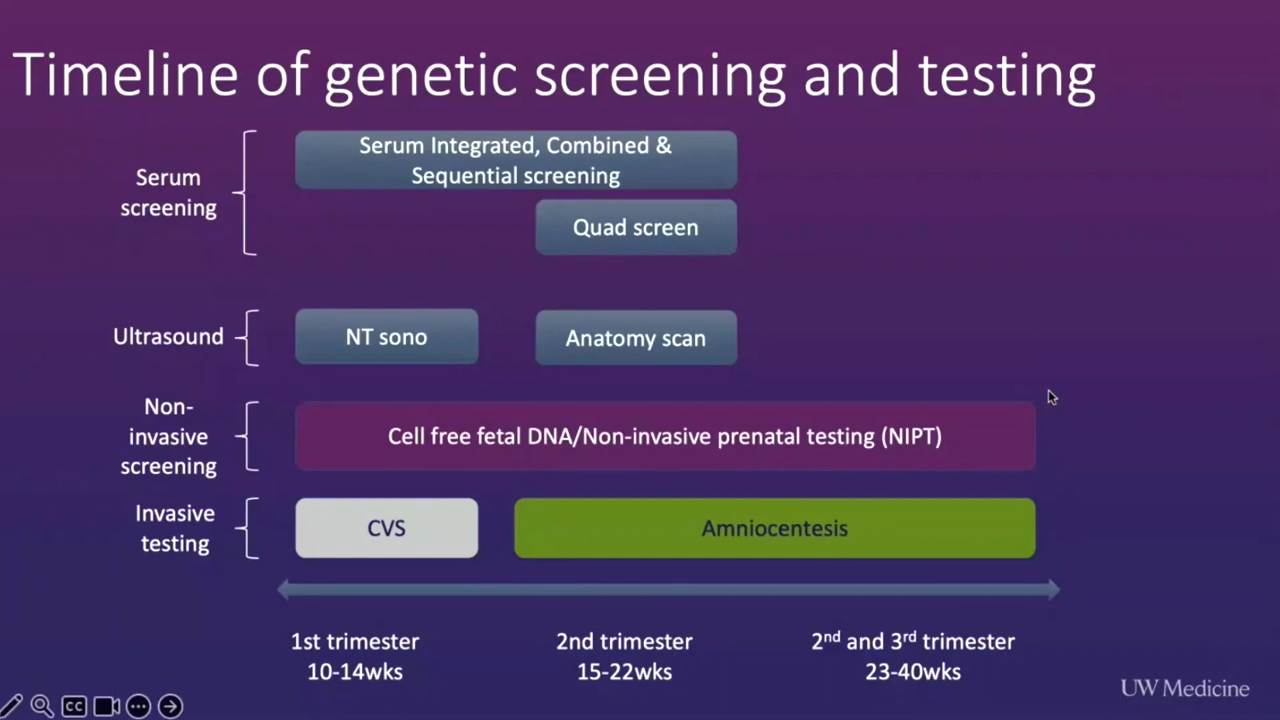 Timeline of genetic screening and testing
Serum
screening
Serum Integrated, Combined &
Sequential screening
Quad screen
Ultrasound
NT sono
Anatomy scan
Non-
invasive
screening
Cell free fetal DNA/Non-invasive prenatal testing (NIPT)
Invasive
testing
CVS
Amniocentesis
1st trimester
10-14wks
2nd trimester
15-22wks
2nd and 3rd trimester
23-40wks
UW Medicine
CC